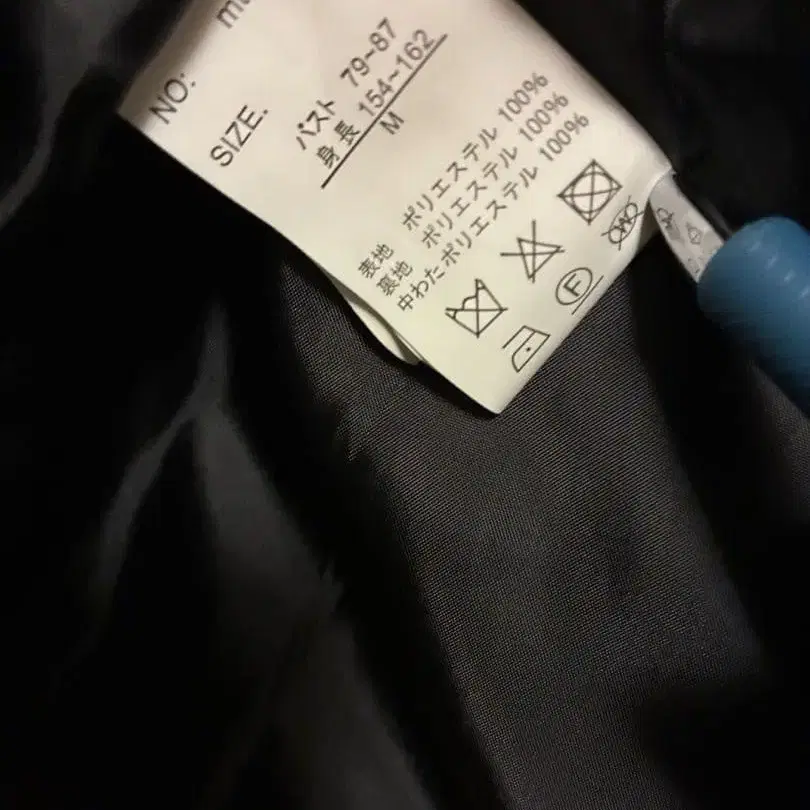 NO:
SIZE.
バスト 79~87
身長 154~162
M
表地 ポリエステル 100%
裏地 ポリエステル 100%
中わた ポリエステル 100%
F